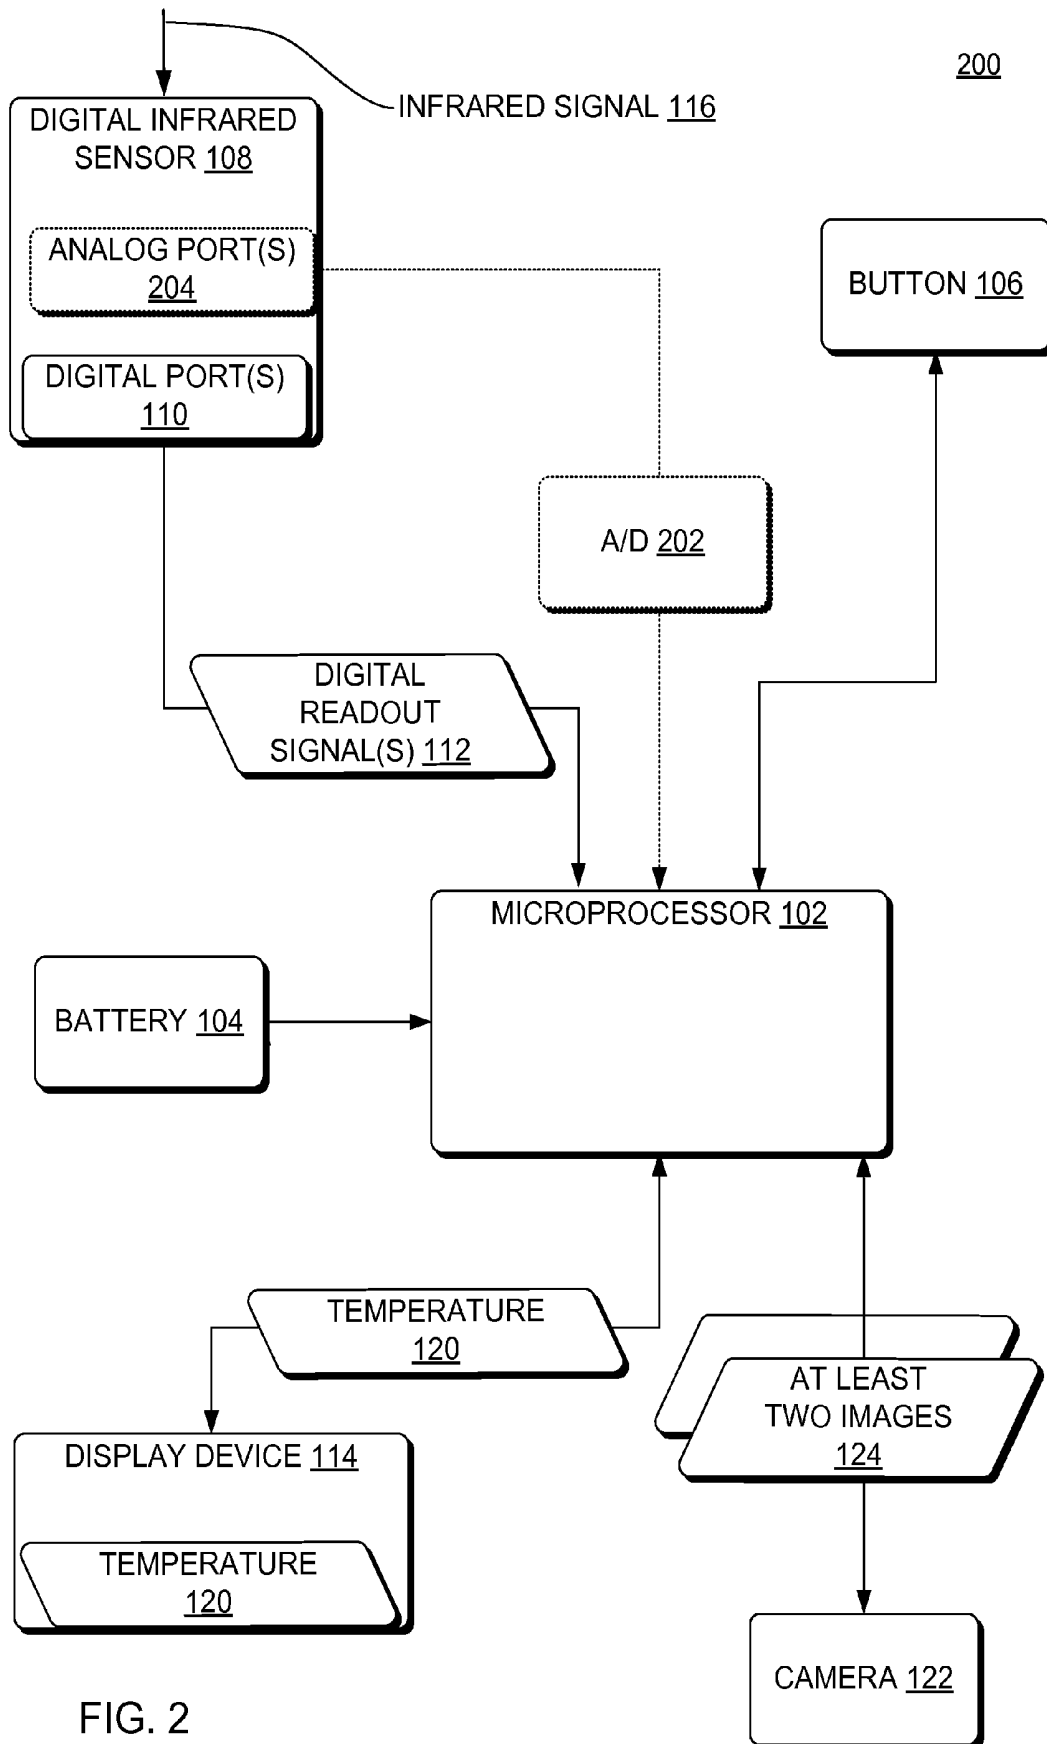 200
INFRARED SIGNAL 116
DIGITAL INFRARED
SENSOR 108
ANALOG PORT(S)
204
DIGITAL PORT(S)
110
BUTTON 106
A/D 202
DIGITAL
READOUT
SIGNAL(S) 112
MICROPROCESSOR 102
BATTERY 104
TEMPERATURE
120
AT LEAST
TWO IMAGES
124
DISPLAY DEVICE 114
TEMPERATURE
120
CAMERA 122
FIG. 2